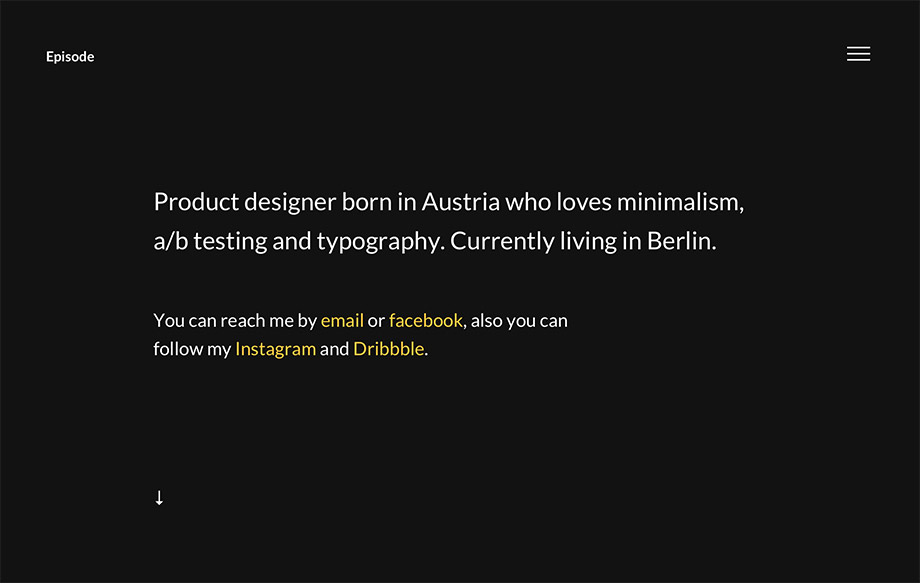 Episode
Product designer born in Austria who loves minimalism,
a/b testing and typography. Currently living in Berlin.
You can reach me by email or facebook, also you can
follow my Instagram and Dribbble.